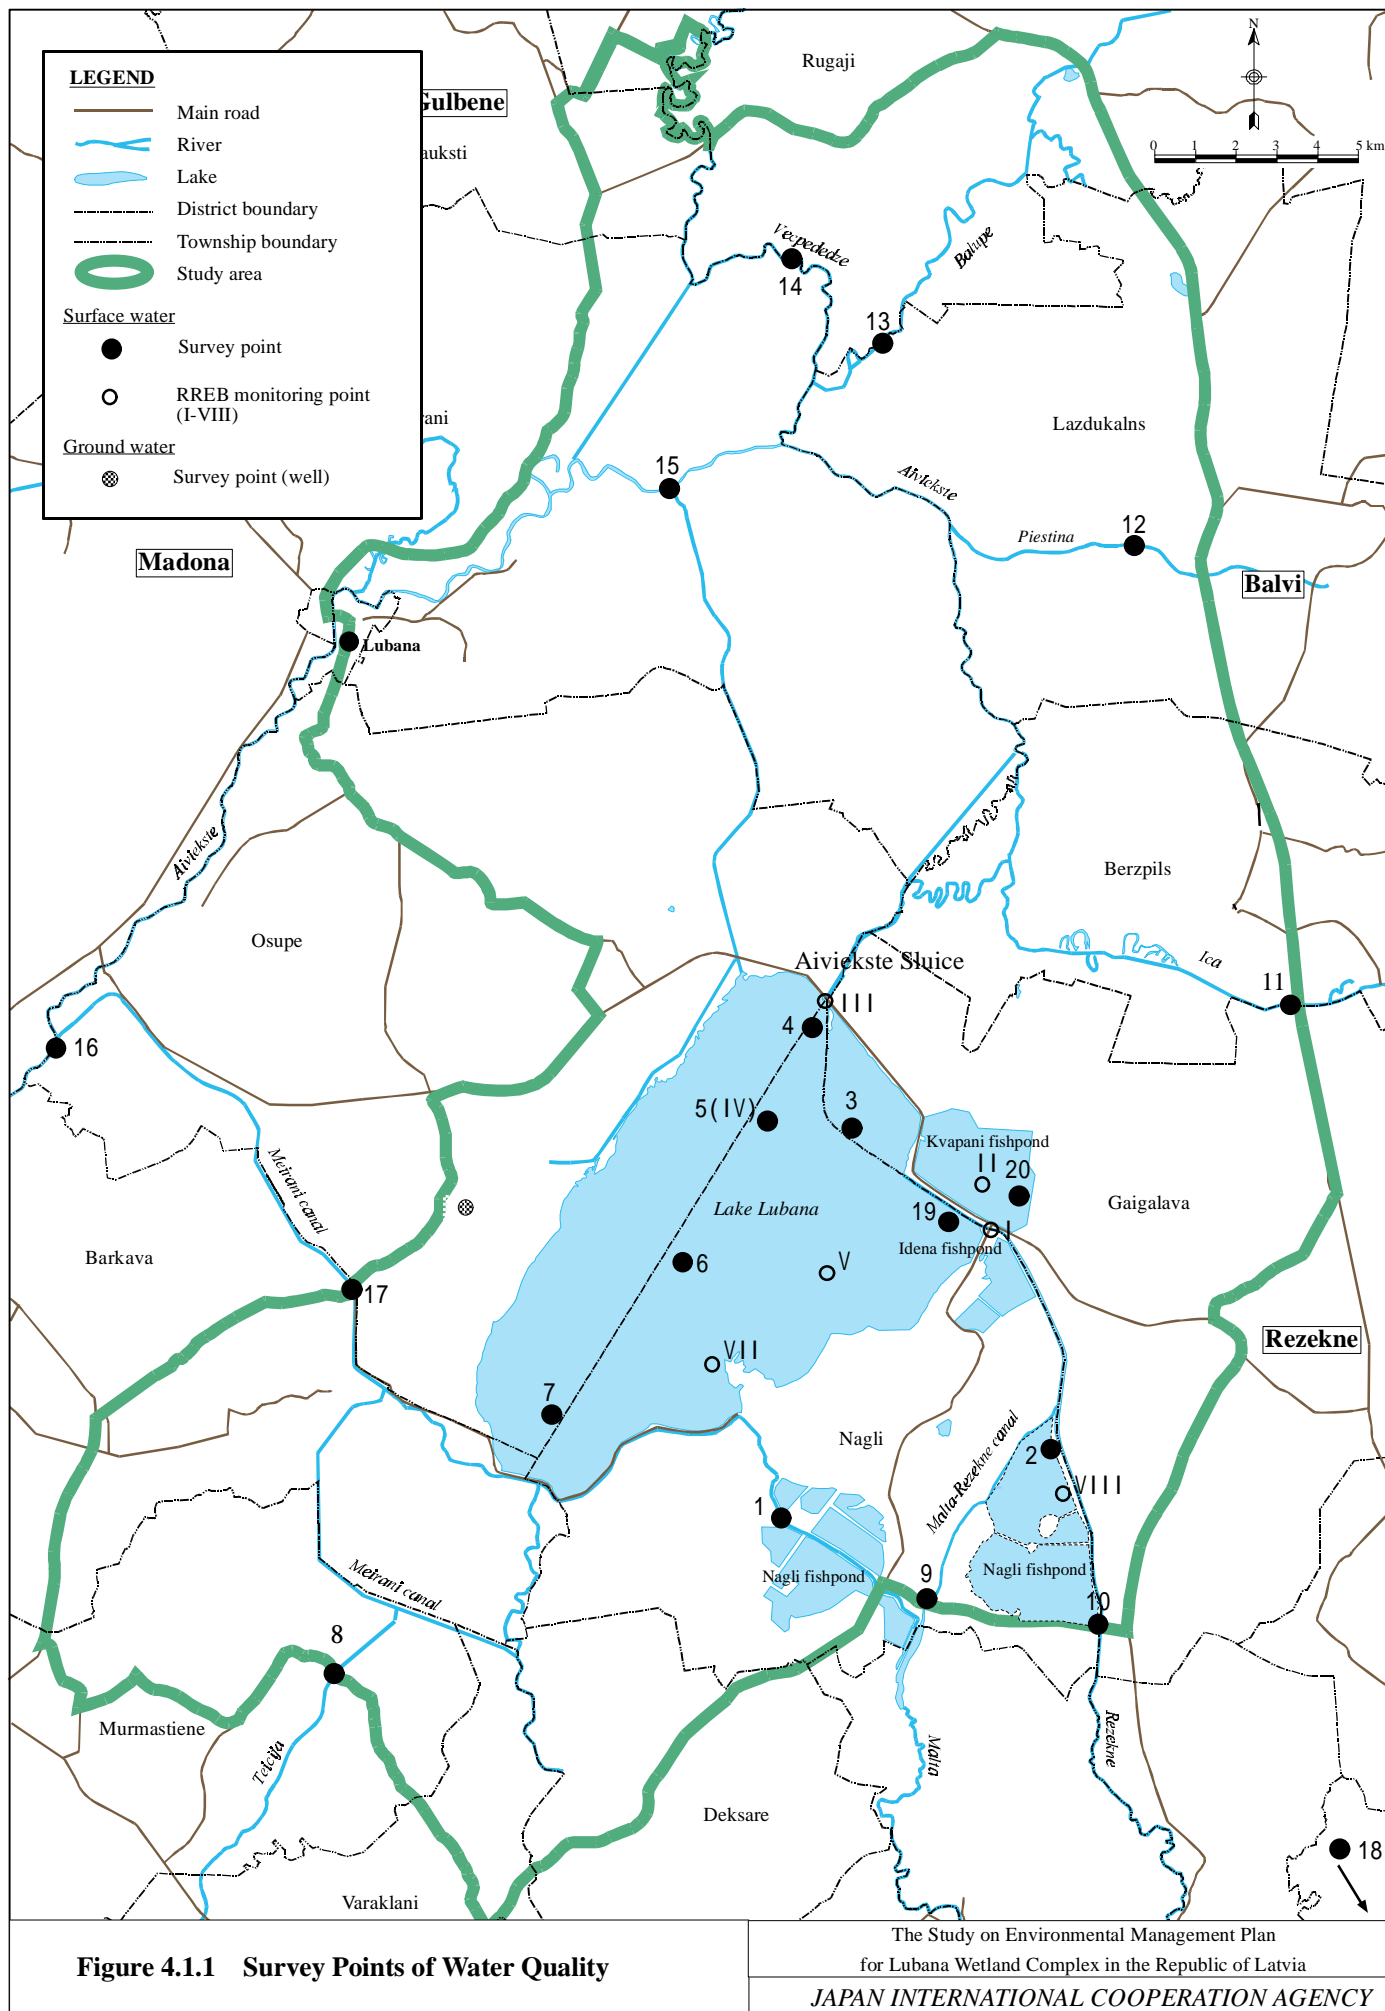 LEGEND
Main road
River
Lake
District boundary
Township boundary
Study area
Surface water
Survey point
RREB monitoring point
(I-VIII)
Ground water
Survey point (well)
Rugaji
N
0 1 2 3 4 5 km
Gulbene
auksti
rani
Vecpededze
14
Balupe
13
Lazdukalns
15
Aiviekste
Piestina
12
Madona
Balvi
Lubana
Aiviekste
Berzpils
Osupe
Aiviekste Sluice
Ica
11
III
4
16
5(IV)
3
Kvapani fishpond
II
20
Meirani canal
Lake Lubana
Gaigalava
19
I
Idena fishpond
Barkava
6
V
17
Rezekne
VII
7
Nagli
Malta-Rezekne canal
2
VIII
1
Meirani canal
Nagli fishpond
Nagli fishpond
9
10
8
Murmastiene
Teicija
Malta
Rezekne
Deksare
18
Varaklani
Figure 4.1.1 Survey Points of Water Quality
The Study on Environmental Management Plan
for Lubana Wetland Complex in the Republic of Latvia
JAPAN INTERNATIONAL COOPERATION AGENCY